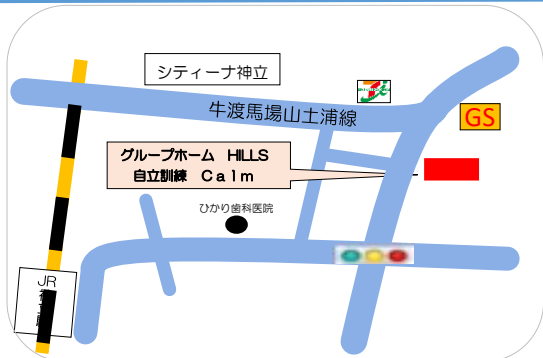 シティーナ神立
牛渡馬場山土浦線
GS
グループホーム HILLS
自立訓練 Calm
ひかり歯科医院
JR